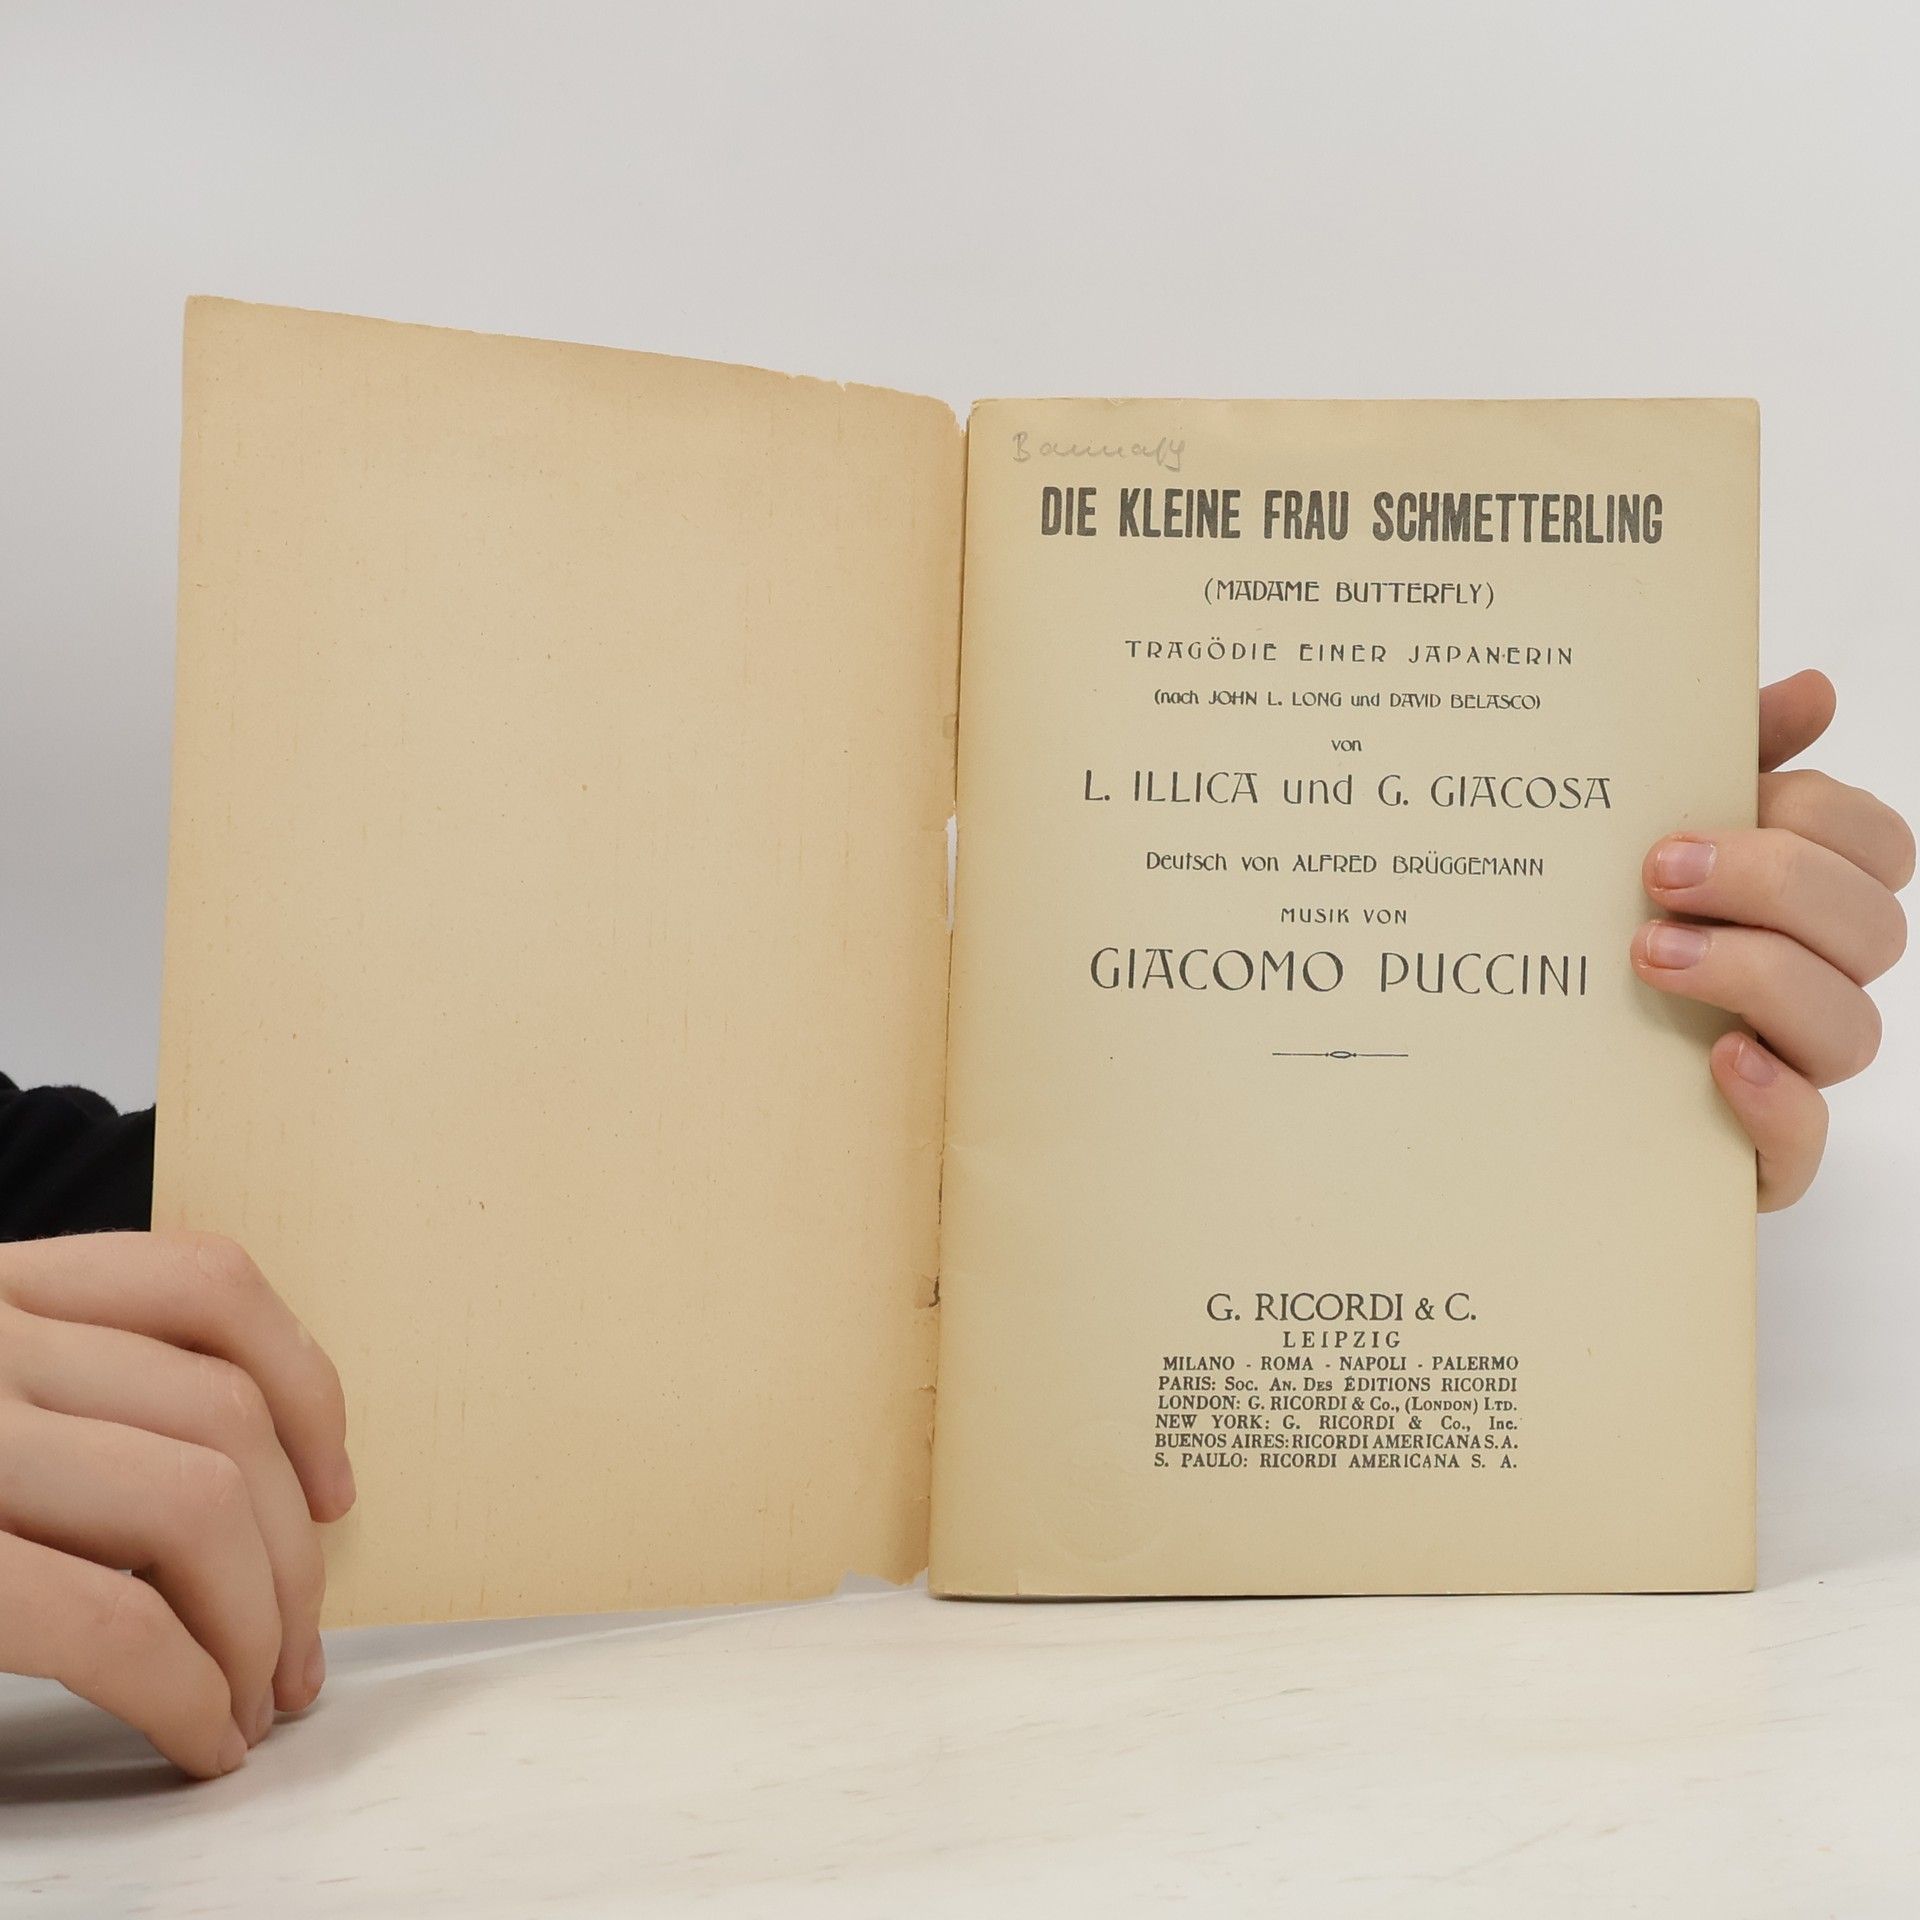 DIE KLEINE FRAU SCHMETTERLING
(MADAME BUTTERFLY)
TRAGÖDIE EINER JAPANERIN
(nach JOHN L. LONG und DAVID BELASCO)
von
L. ILLICA und G. GIACOSA
Deutsch von ALFRED BRÜGGEMANN
MUSIK VON
GIACOMO PUCCINI
G. RICORDI & C.
LEIPZIG
MILANO - ROMA - NAPOLI - PALERMO
PARIS: Soc. An. Des ÉDITIONS RICORDI
LONDON: G. RICORDI & Co., (London) Ltd.
NEW YORK: G. RICORDI & Co., Inc.
BUENOS AIRES: RICORDI AMERICANA S. A.
S. PAULO: RICORDI AMERICANA S. A.